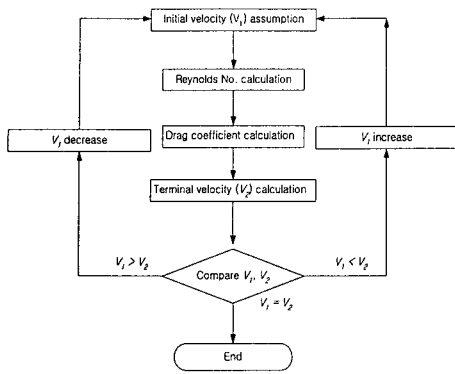 Initial velocity (V₁) assumption
Reynolds No. calculation
Drag coefficient calculation
V₁ decrease
V₁ increase
Terminal velocity (V₂) calculation
V₁ > V₂
V₁ < V₂
Compare V₁, V₂
V₁ = V₂
End